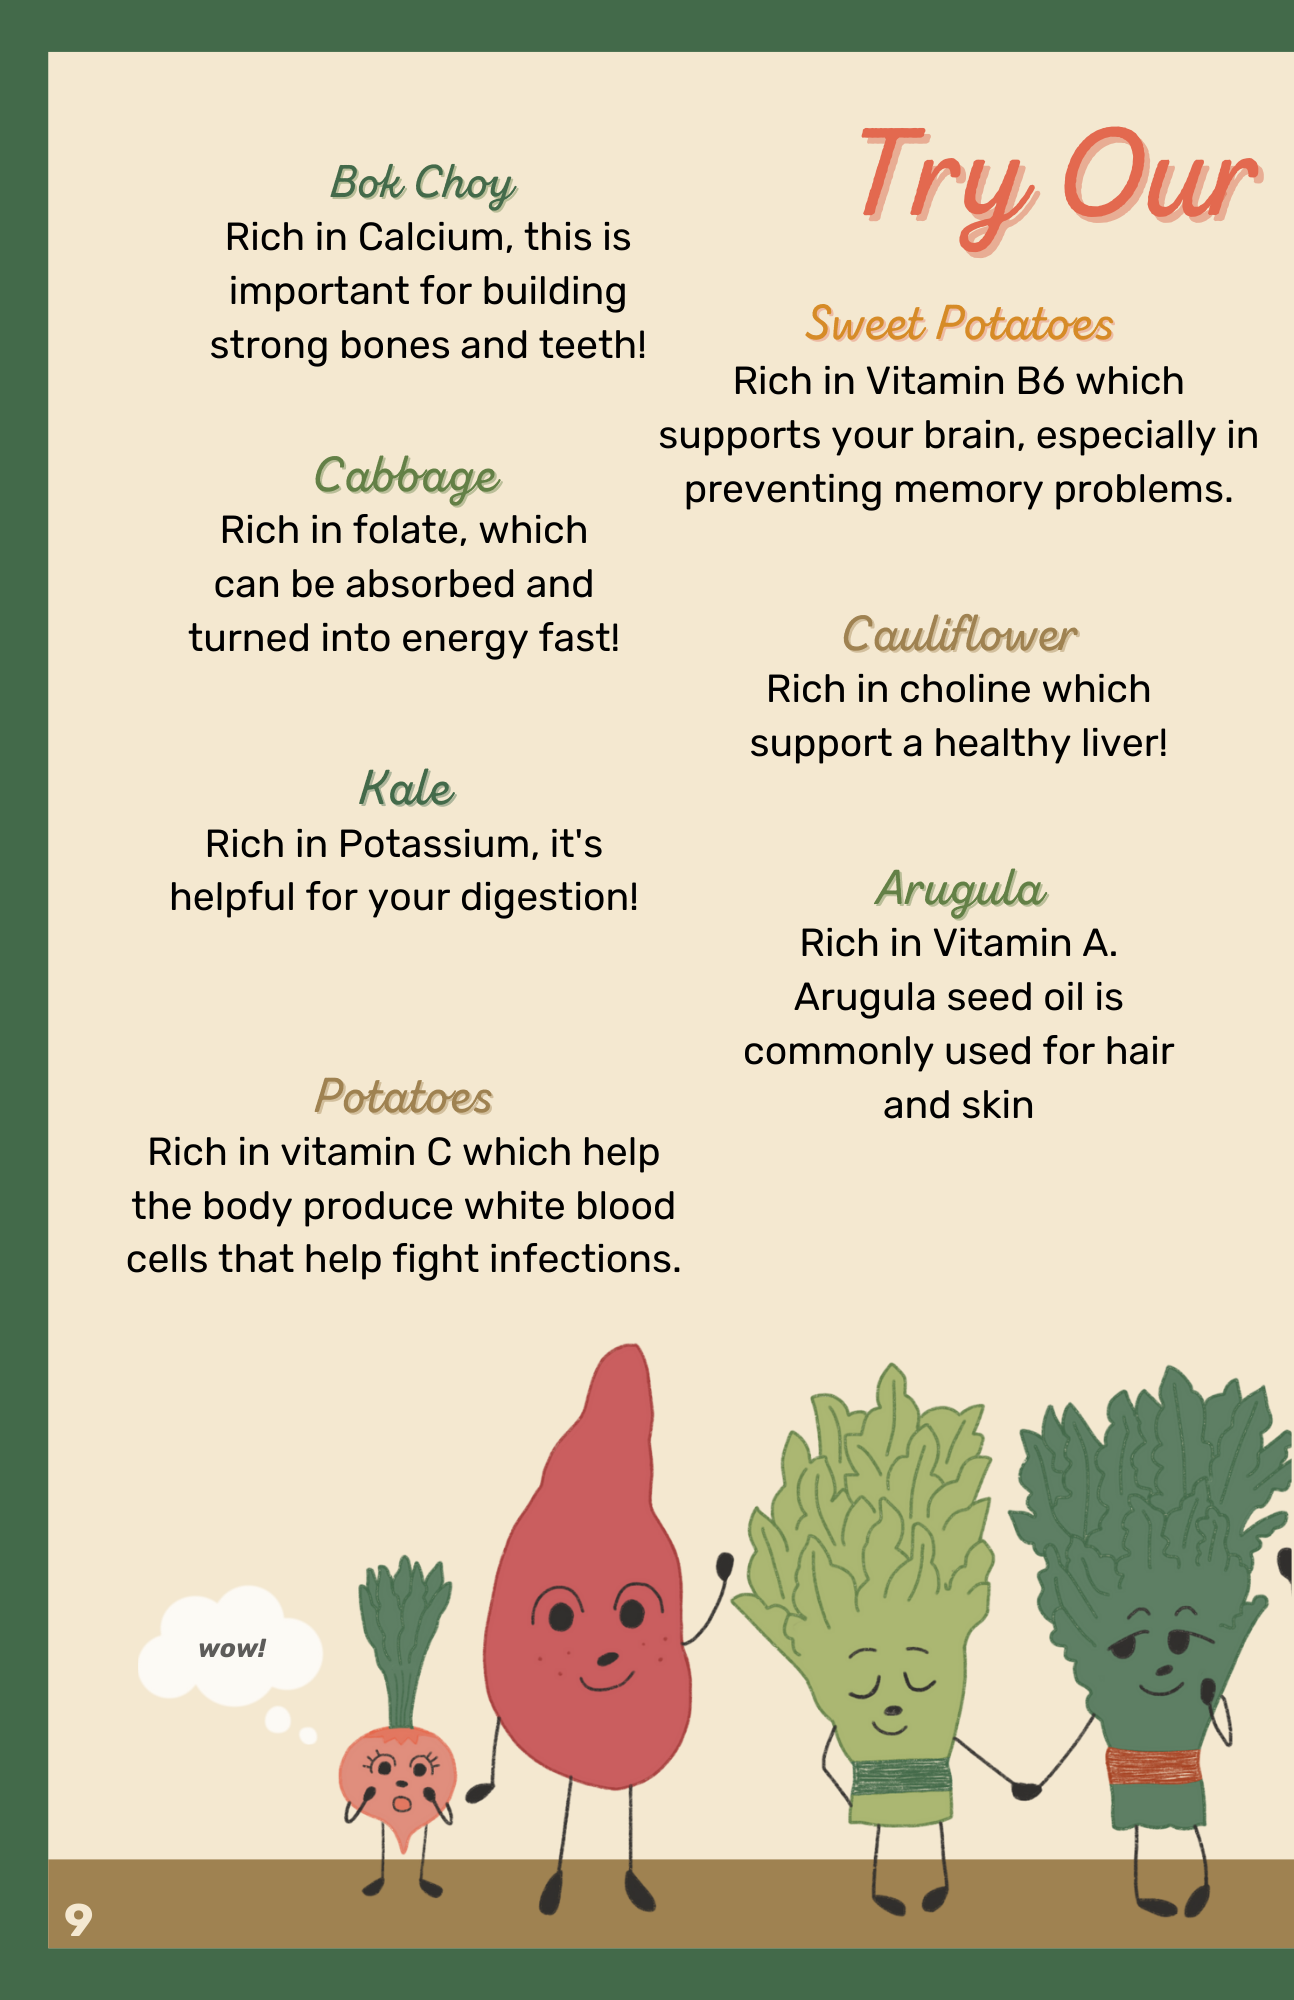 Try Our
Bok Choy
Rich in Calcium, this is
important for building
strong bones and teeth!
Cabbage
Rich in folate, which
can be absorbed and
turned into energy fast!
Kale
Rich in Potassium, it's
helpful for your digestion!
Potatoes
Rich in vitamin C which help
the body produce white blood
cells that help fight infections.
Sweet Potatoes
Rich in Vitamin B6 which
supports your brain, especially in
preventing memory problems.
Cauliflower
Rich in choline which
support a healthy liver!
Arugula
Rich in Vitamin A.
Arugula seed oil is
commonly used for hair
and skin
wow!
9